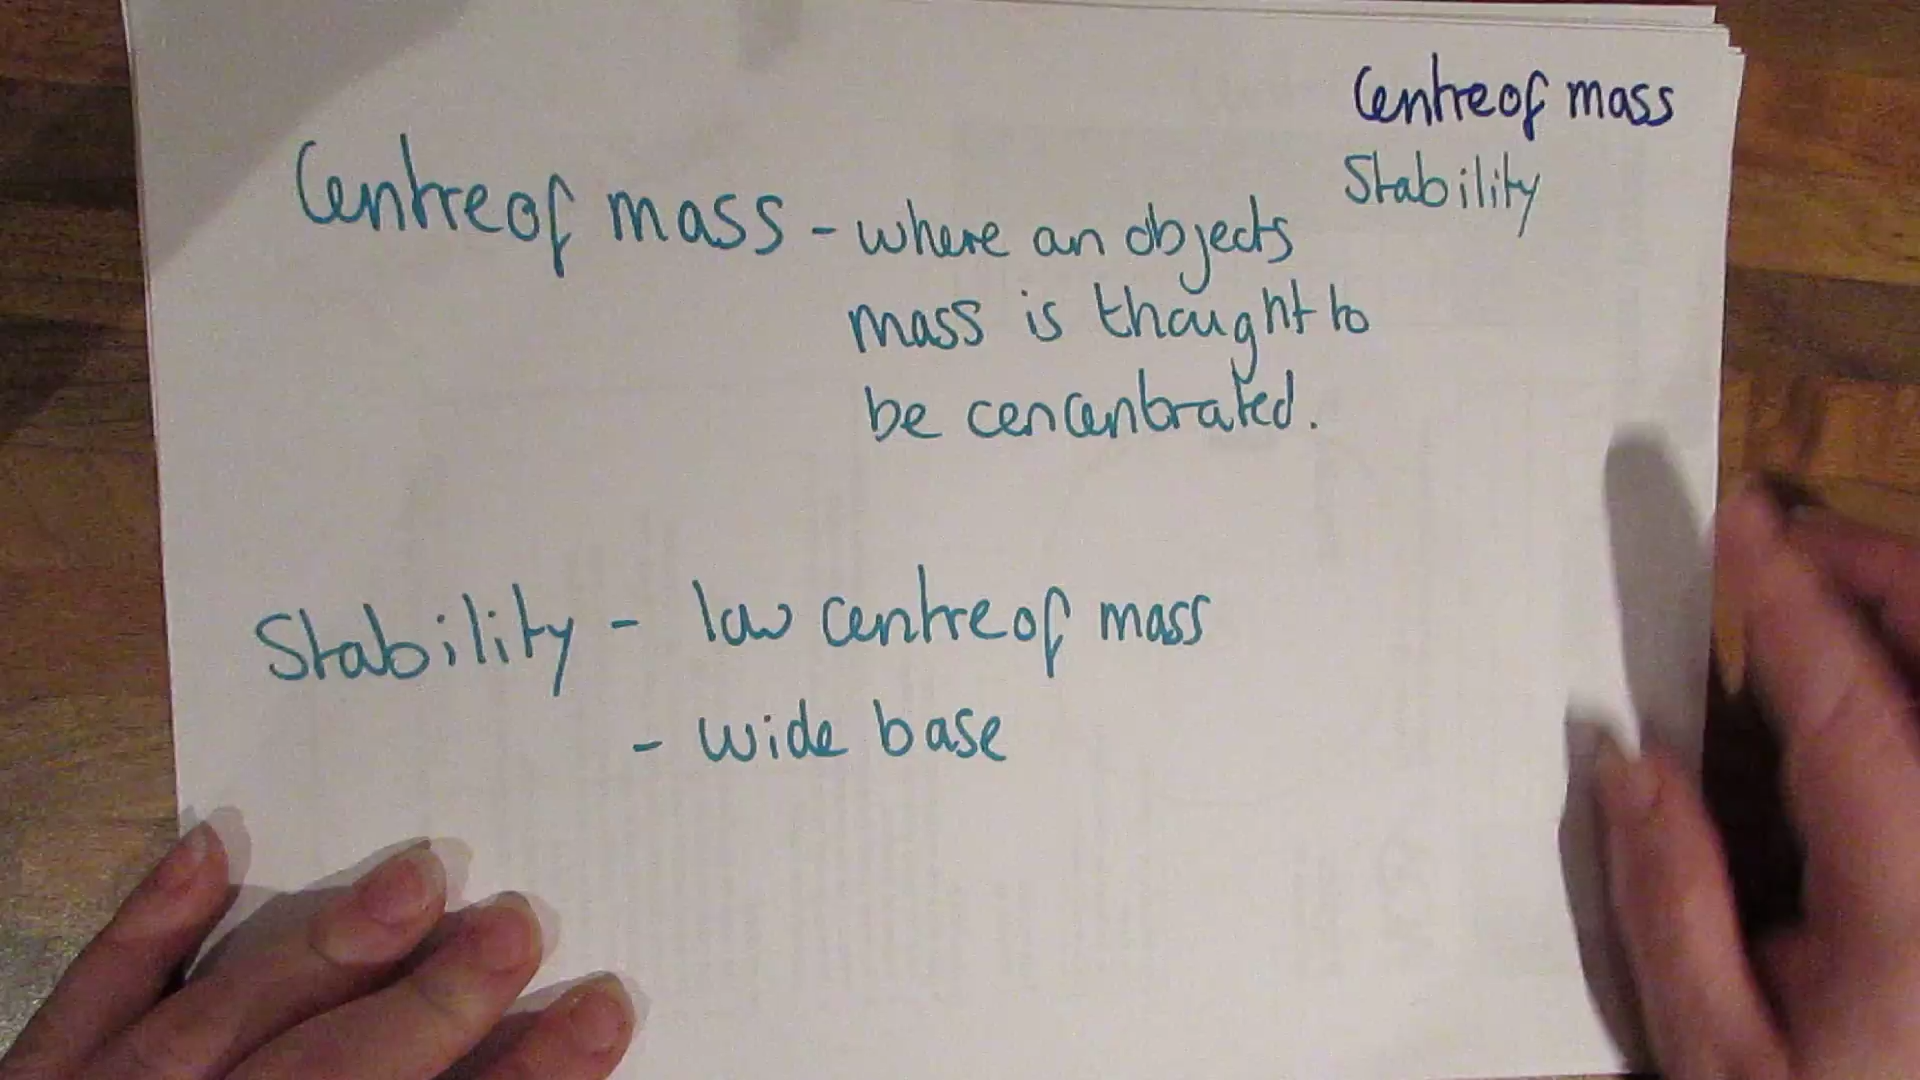 Centre of mass
Stability
Centre of mass - where an objects
mass is thought to
be cencentrated.
Stability - low centre of mass
- wide base